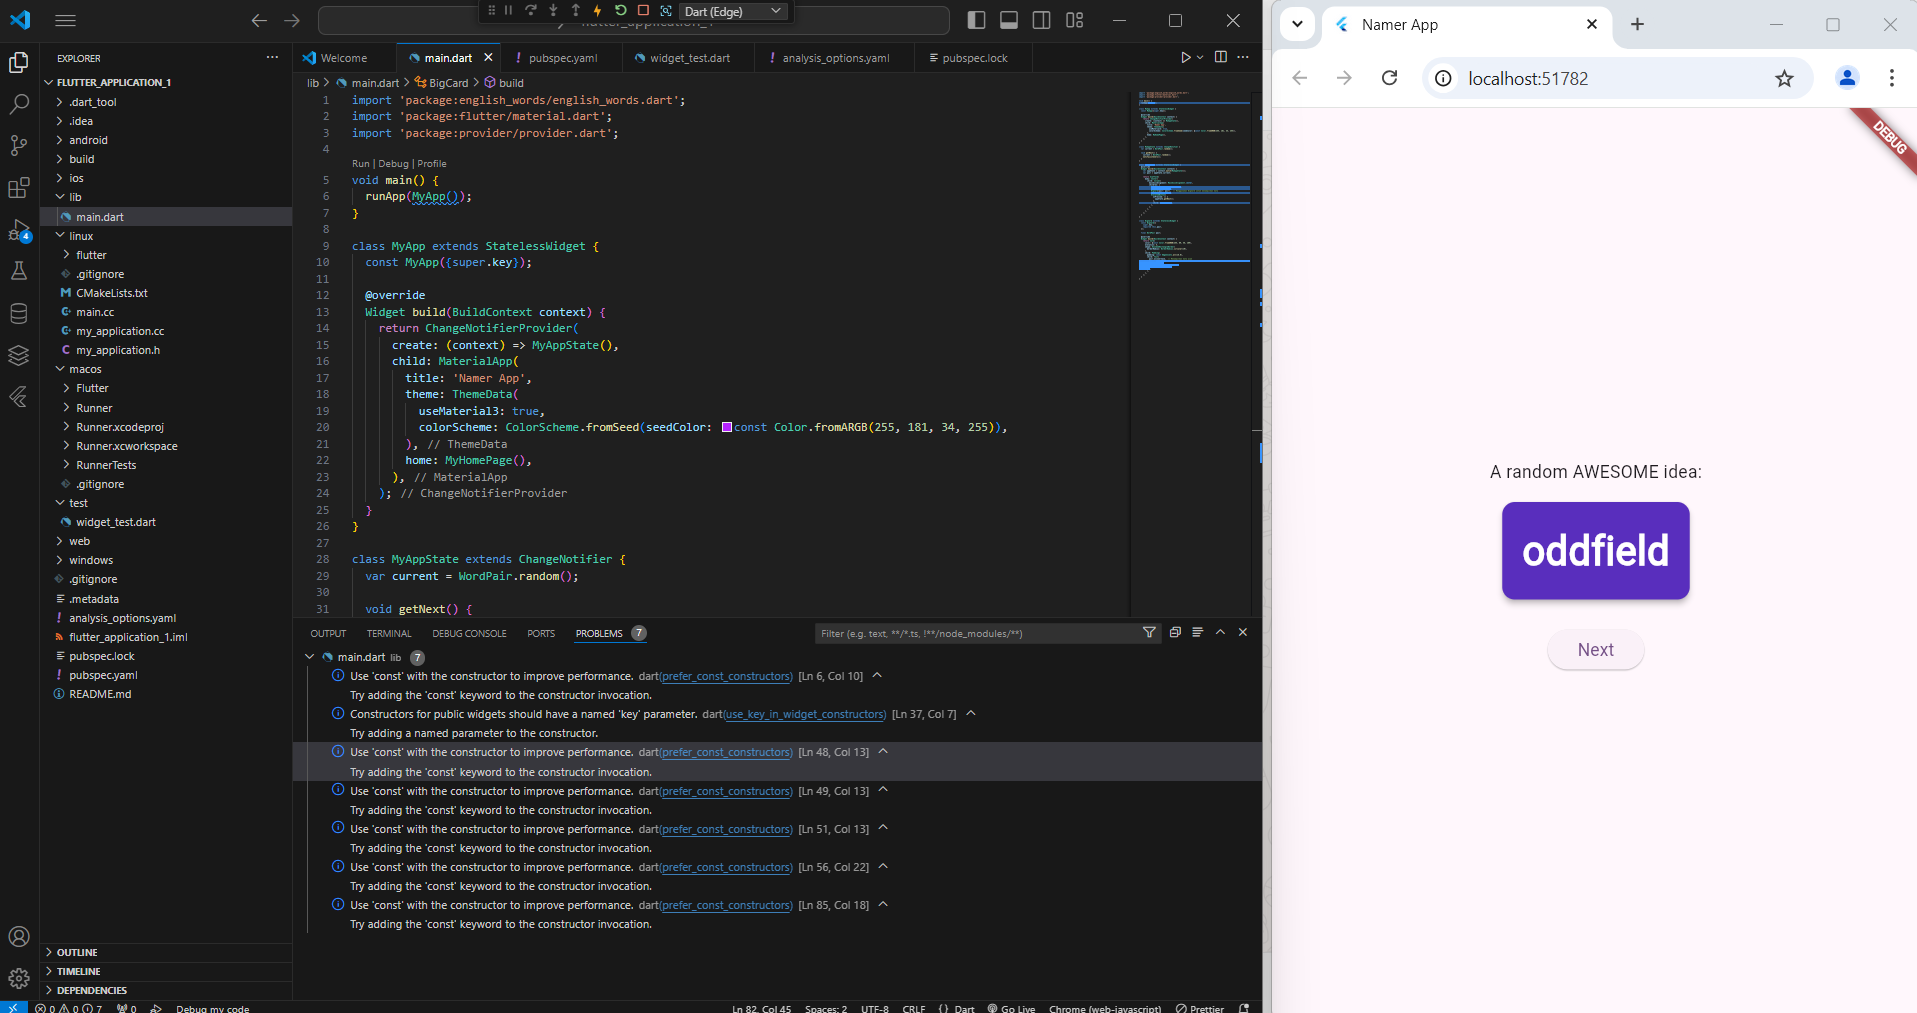 Dart (Edge)
EXPLORER
FLUTTER_APPLICATION_1
.dart_tool
.idea
android
build
ios
lib
main.dart
linux
flutter
.gitignore
CMakeLists.txt
main.cc
my_application.cc
my_application.h
macos
Flutter
Runner
Runner.xcodeproj
Runner.xcworkspace
RunnerTests
.gitignore
test
widget_test.dart
web
windows
.gitignore
.metadata
analysis_options.yaml
flutter_application_1.iml
pubspec.lock
pubspec.yaml
README.md
OUTLINE
TIMELINE
DEPENDENCIES
4
Welcome main.dart pubspec.yaml widget_test.dart analysis_options.yaml pubspec.lock
lib > main.dart > BigCard > build
1 import 'package:english_words/english_words.dart';
2 import 'package:flutter/material.dart';
3 import 'package:provider/provider.dart';
4
Run | Debug | Profile
5 void main() {
6 runApp(MyApp());
7 }
8
9 class MyApp extends StatelessWidget {
10 const MyApp({super.key});
11
12 @override
13 Widget build(BuildContext context) {
14 return ChangeNotifierProvider(
15 create: (context) => MyAppState(),
16 child: MaterialApp(
17 title: 'Namer App',
18 theme: ThemeData(
19 useMaterial3: true,
20 colorScheme: ColorScheme.fromSeed(seedColor: const Color.fromARGB(255, 181, 34, 255)),
21 ), // ThemeData
22 home: MyHomePage(),
23 ), // MaterialApp
24 ); // ChangeNotifierProvider
25 }
26 }
27
28 class MyAppState extends ChangeNotifier {
29 var current = WordPair.random();
30
31 void getNext() {
OUTPUT TERMINAL DEBUG CONSOLE PORTS PROBLEMS 7 Filter (e.g. text, **/*.ts, !**/node_modules/**)
main.dart lib 7
Use 'const' with the constructor to improve performance. dart(prefer_const_constructors) [Ln 6, Col 10]
Try adding the 'const' keyword to the constructor invocation.
Constructors for public widgets should have a named 'key' parameter. dart(use_key_in_widget_constructors) [Ln 37, Col 7]
Try adding a named parameter to the constructor.
Use 'const' with the constructor to improve performance. dart(prefer_const_constructors) [Ln 48, Col 13]
Try adding the 'const' keyword to the constructor invocation.
Use 'const' with the constructor to improve performance. dart(prefer_const_constructors) [Ln 49, Col 13]
Try adding the 'const' keyword to the constructor invocation.
Use 'const' with the constructor to improve performance. dart(prefer_const_constructors) [Ln 51, Col 13]
Try adding the 'const' keyword to the constructor invocation.
Use 'const' with the constructor to improve performance. dart(prefer_const_constructors) [Ln 56, Col 22]
Try adding the 'const' keyword to the constructor invocation.
Use 'const' with the constructor to improve performance. dart(prefer_const_constructors) [Ln 85, Col 18]
Try adding the 'const' keyword to the constructor invocation.
0 0 7 0 Debug my code Ln 82, Col 45 Spaces: 2 UTF-8 CRLF {} Dart Go Live Chrome (web-javascript) Prettier
Namer App
localhost:51782
DEBUG
A random AWESOME idea:
oddfield
Next